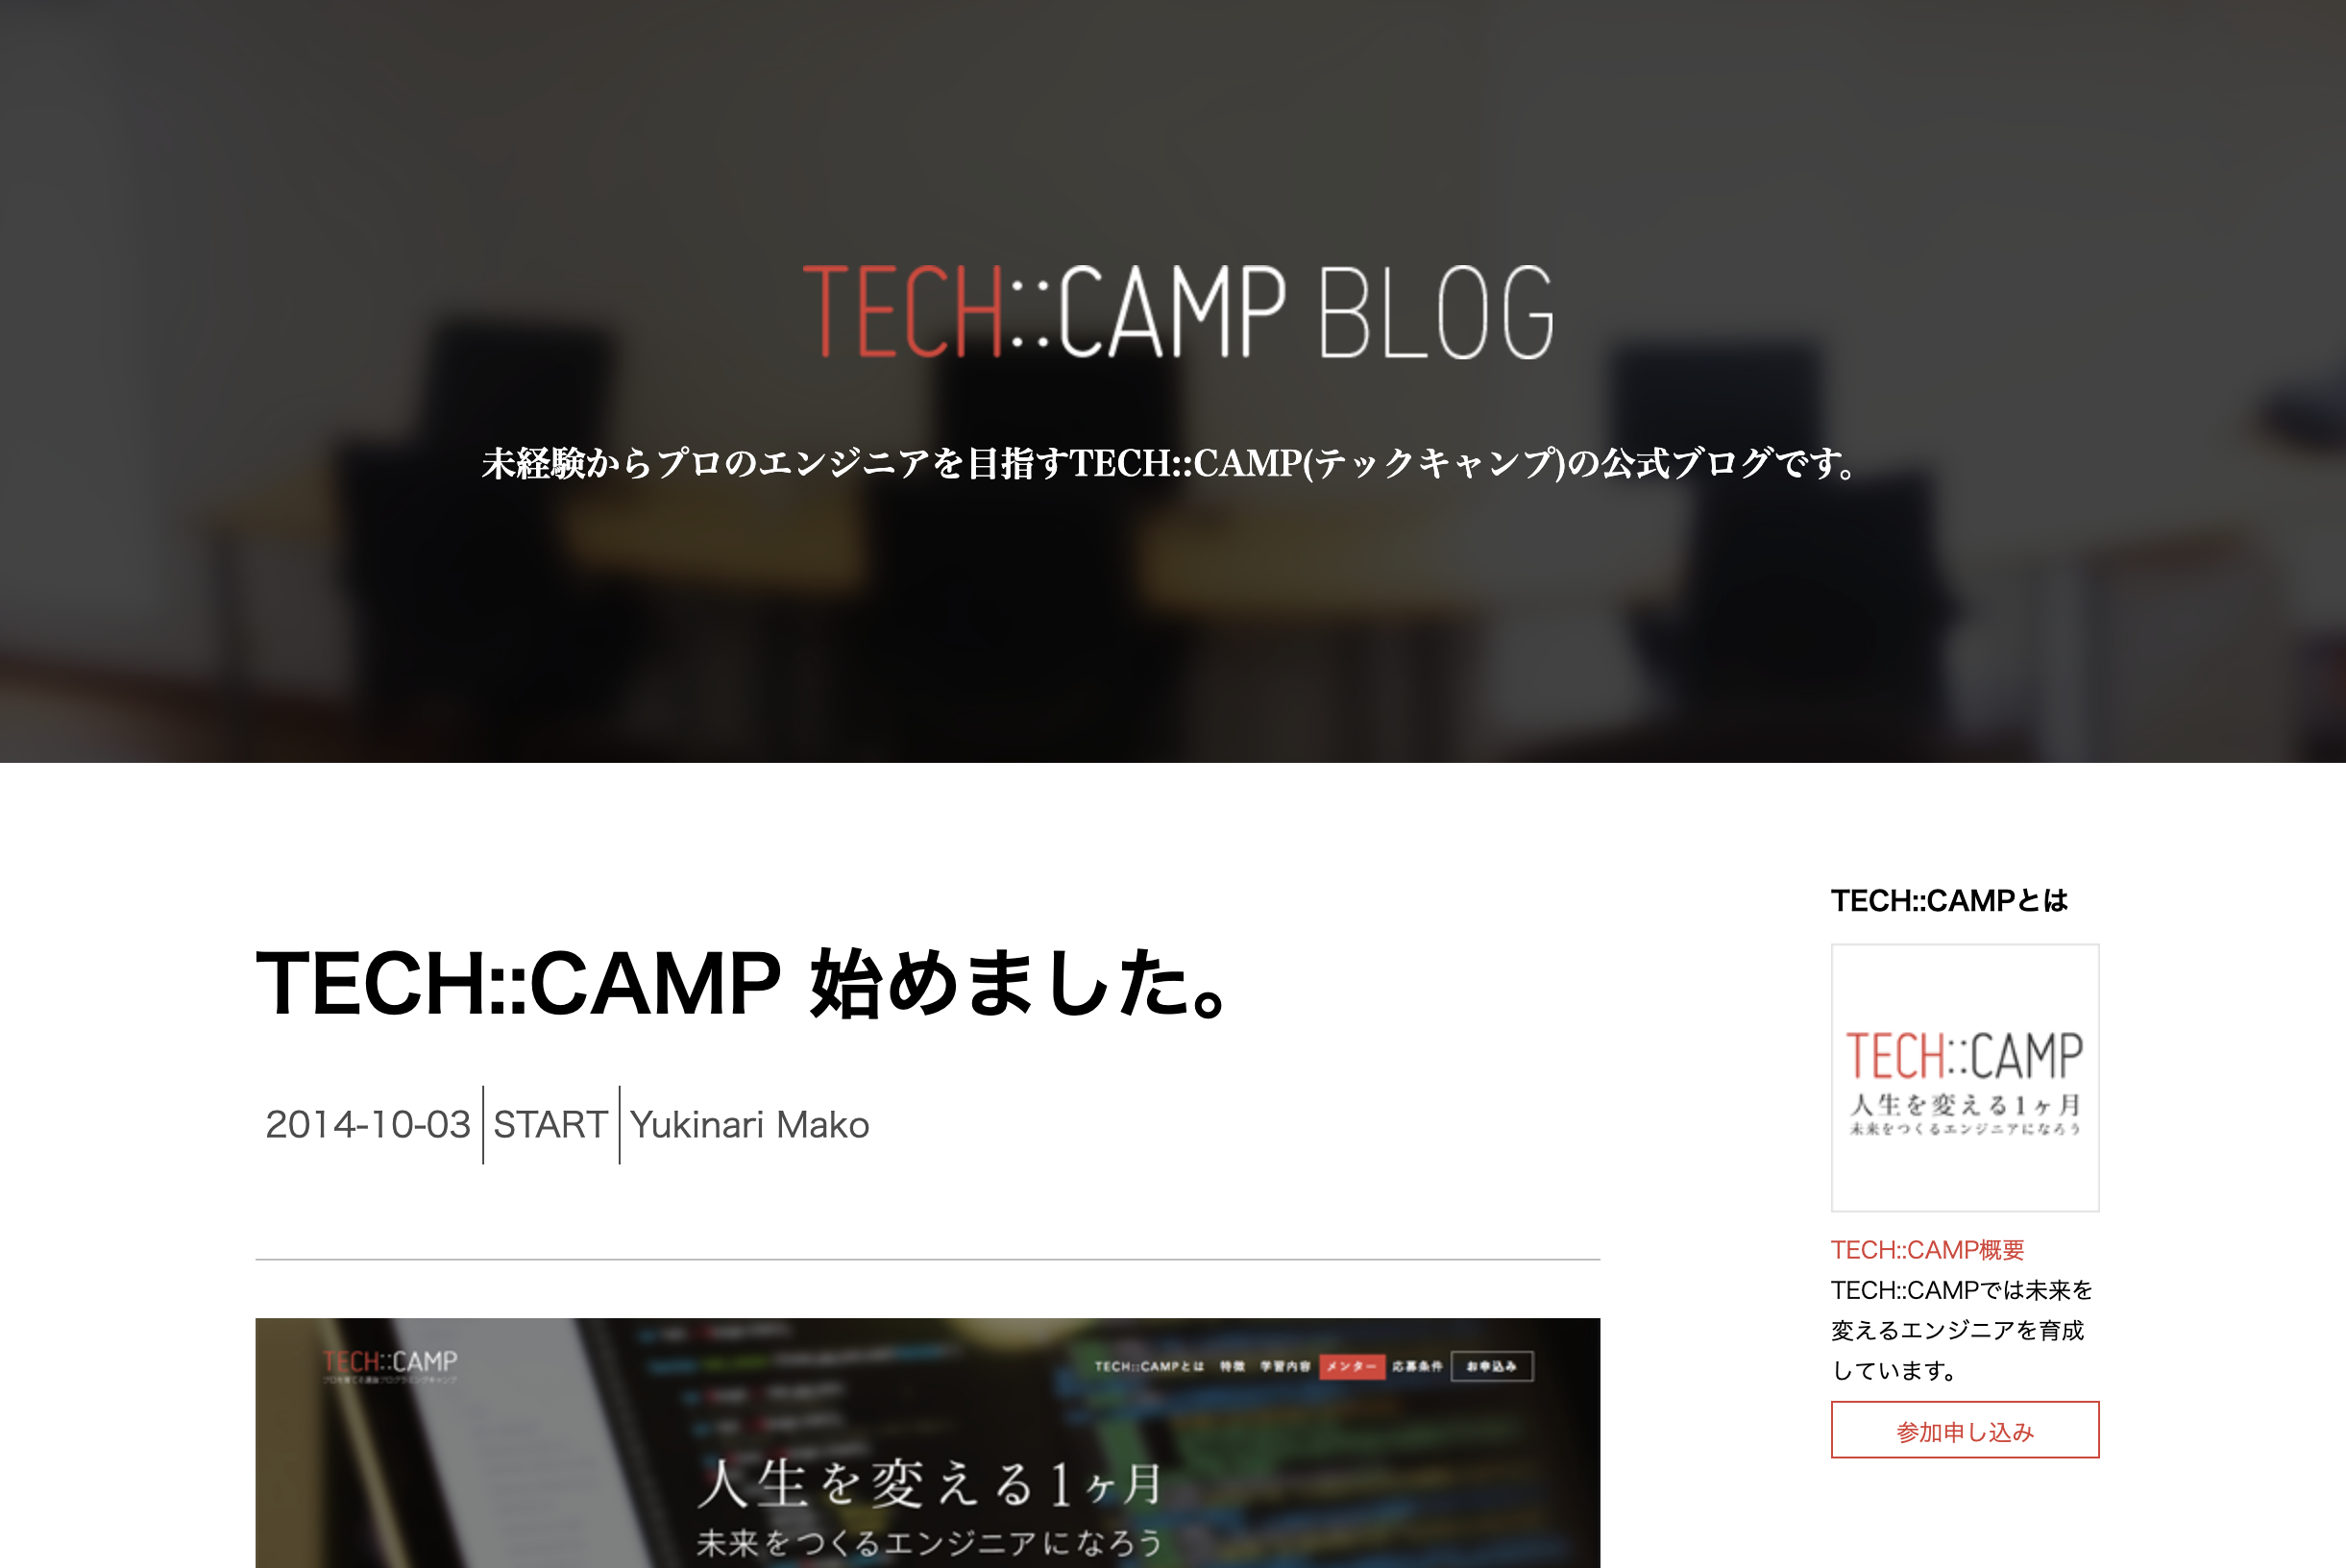 TECH::CAMP BLOG
未経験からプロのエンジニアを目指すTECH::CAMP(テックキャンプ)の公式ブログです。
TECH::CAMP 始めました。
2014-10-03
START
Yukinari Mako
TECH::CAMP
TECH::CAMPとは 特徴 学習内容 メンター 応募条件 お申込み
人生を変える1ヶ月
未来をつくるエンジニアになろう
TECH::CAMPとは
TECH::CAMP
人生を変える1ヶ月
未来をつくるエンジニアになろう
TECH::CAMP概要
TECH::CAMPでは未来を
変えるエンジニアを育成
しています。
参加申し込み